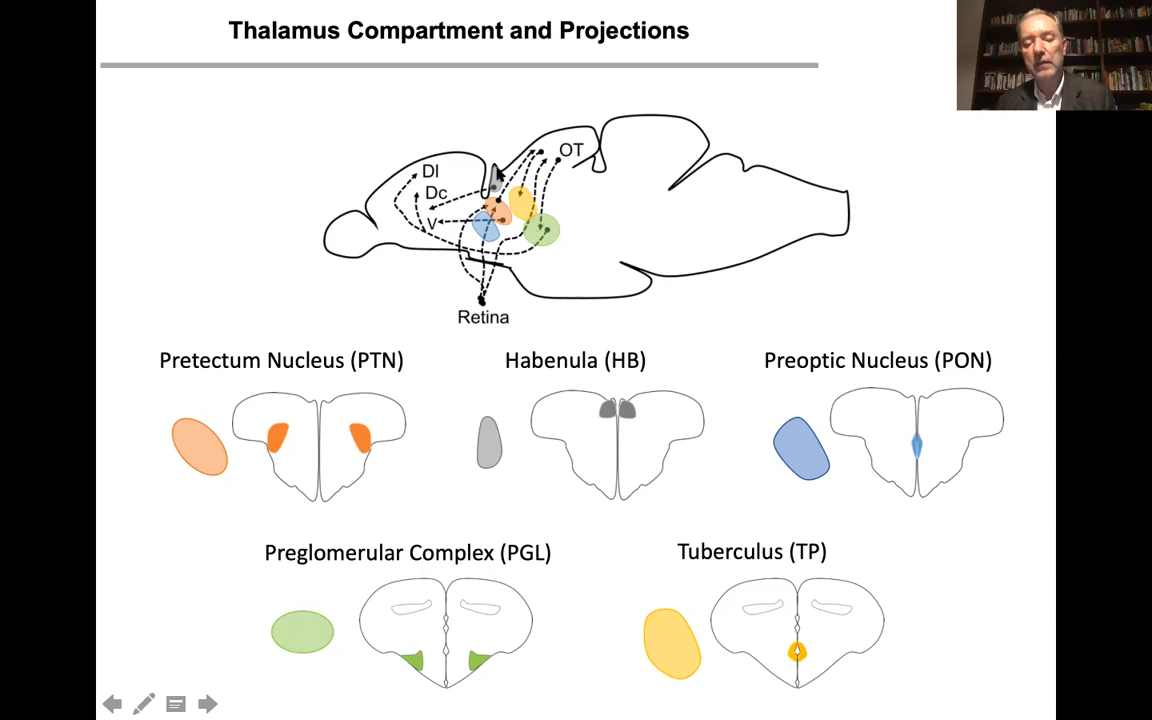 Thalamus Compartment and Projections
Dl
OT
Dc
V
Retina
Pretectum Nucleus (PTN)
Habenula (HB)
Preoptic Nucleus (PON)
Preglomerular Complex (PGL)
Tuberculus (TP)